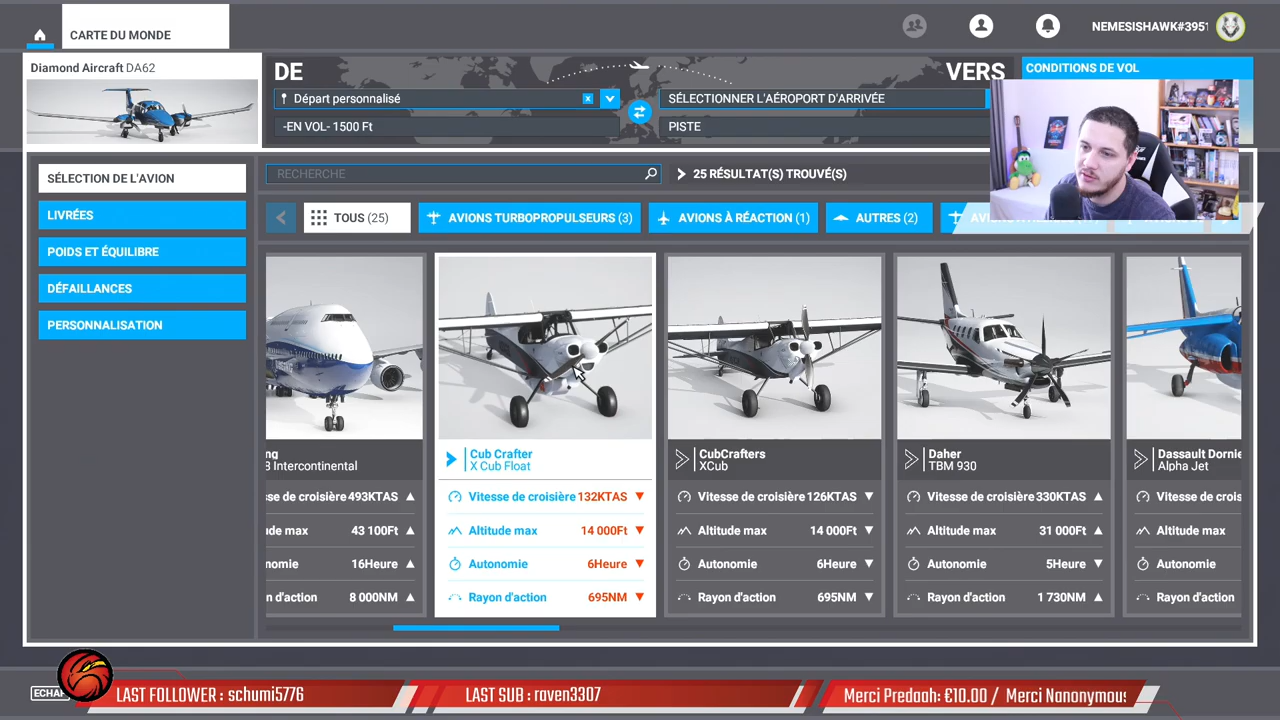 CARTE DU MONDE
NEMESISHAWK#3951
Diamond Aircraft DA62
DE
VERS
CONDITIONS DE VOL
Départ personnalisé
x
SÉLECTIONNER L'AÉROPORT D'ARRIVÉE
-EN VOL- 1500 Ft
PISTE
SÉLECTION DE L'AVION
LIVRÉES
POIDS ET ÉQUILIBRE
DÉFAILLANCES
PERSONNALISATION
RECHERCHE
25 RÉSULTAT(S) TROUVÉ(S)
TOUS (25)
AVIONS TURBOPROPULSEURS (3)
AVIONS À RÉACTION (1)
AUTRES (2)
ng
8 Intercontinental
sse de croisière 493KTAS
ude max 43 100Ft
nomie 16Heure
n d'action 8 000NM
Cub Crafter
X Cub Float
Vitesse de croisière 132KTAS
Altitude max 14 000Ft
Autonomie 6Heure
Rayon d'action 695NM
CubCrafters
XCub
Vitesse de croisière 126KTAS
Altitude max 14 000Ft
Autonomie 6Heure
Rayon d'action 695NM
Daher
TBM 930
Vitesse de croisière 330KTAS
Altitude max 31 000Ft
Autonomie 5Heure
Rayon d'action 1 730NM
Dassault Dornie
Alpha Jet
Vitesse de crois
Altitude max
Autonomie
Rayon d'action
ECHAP
LAST FOLLOWER : schumi5776
LAST SUB : raven3307
Merci Predaah: €10.00 / Merci Nanonymous